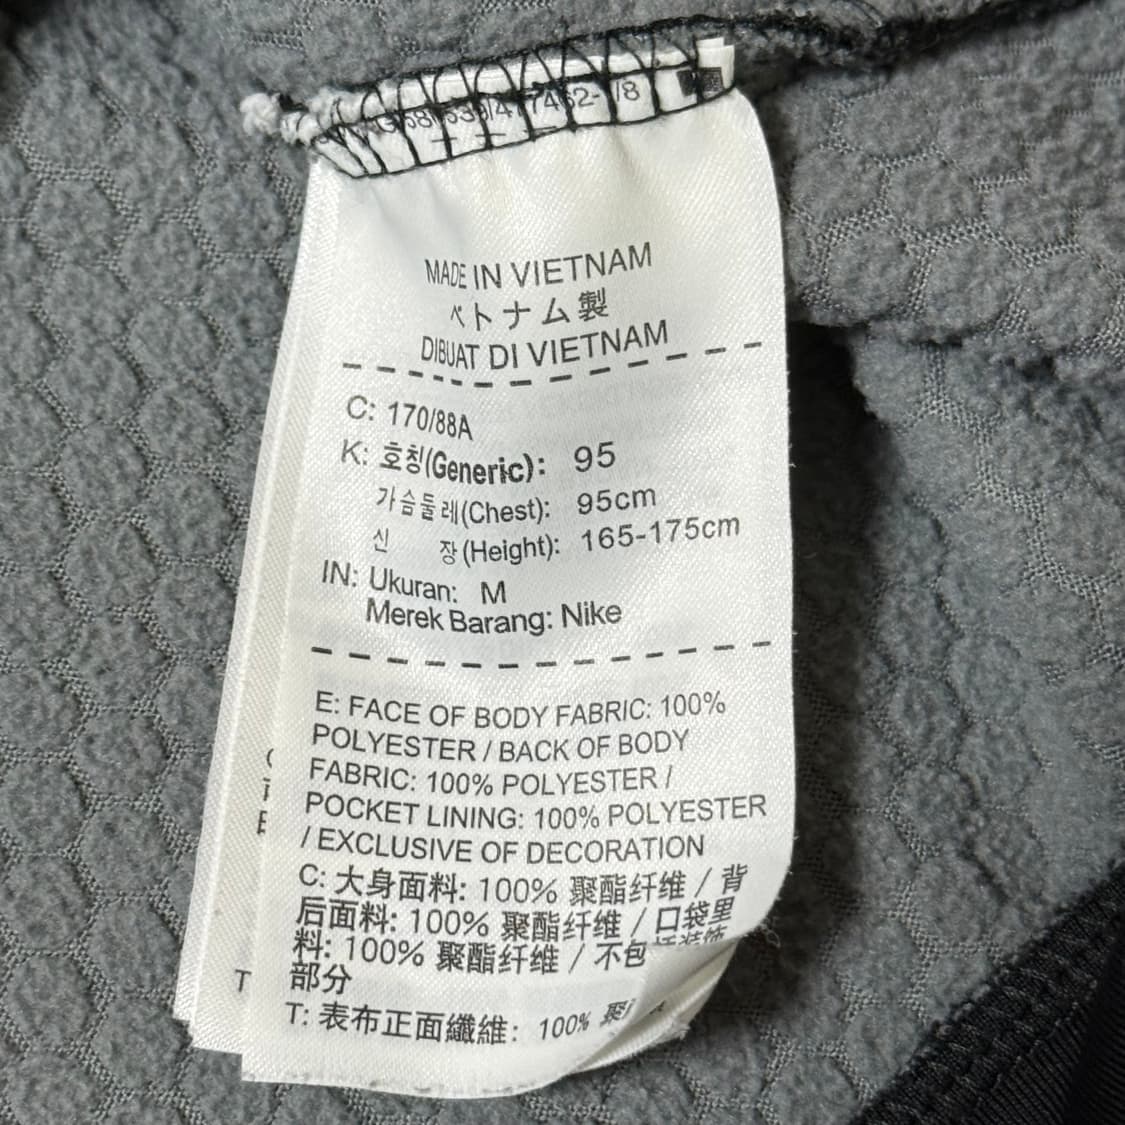 MADE IN VIETNAM
ベトナム製
DIBUAT DI VIETNAM
C: 170/88A
K: 호칭(Generic): 95
가슴둘레(Chest): 95cm
신 장(Height): 165-175cm
IN: Ukuran: M
Merek Barang: Nike
E: FACE OF BODY FABRIC: 100%
POLYESTER / BACK OF BODY
FABRIC: 100% POLYESTER /
POCKET LINING: 100% POLYESTER
/ EXCLUSIVE OF DECORATION
C: 大身面料: 100% 聚酯纤维 / 背
后面料: 100% 聚酯纤维 / 口袋里
料: 100% 聚酯纤维 / 不包括装饰
部分
T: 表布正面纖維: 100%
T